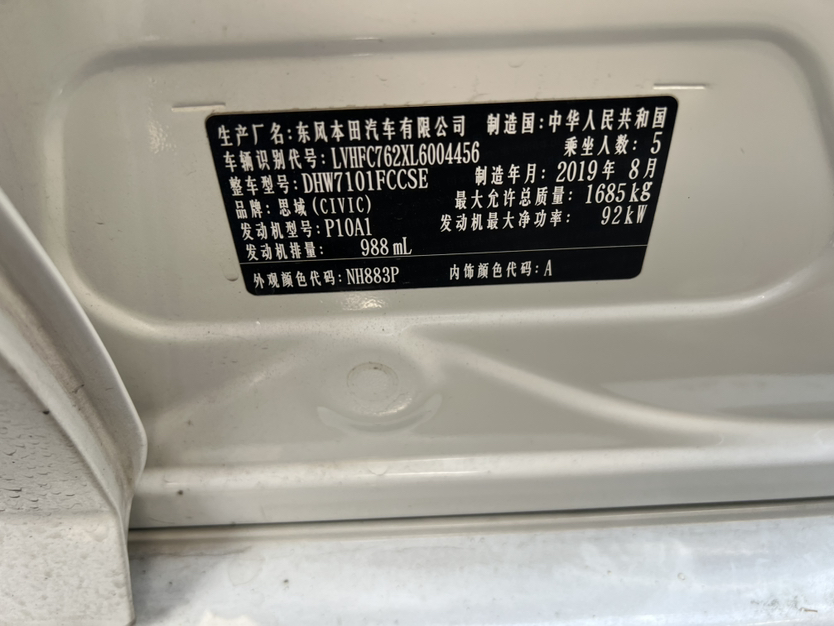 生产厂名:东风本田汽车有限公司 制造国:中华人民共和国
车辆识别代号:LVHFC762XL6004456 乘坐人数: 5
整车型号:DHW7101FCCSE 制造年月:2019年 8月
品牌:思域(CIVIC) 最大允许总质量: 1685kg
发动机型号:P10A1 发动机最大净功率: 92kW
发动机排量: 988mL
外观颜色代码:NH883P 内饰颜色代码:A